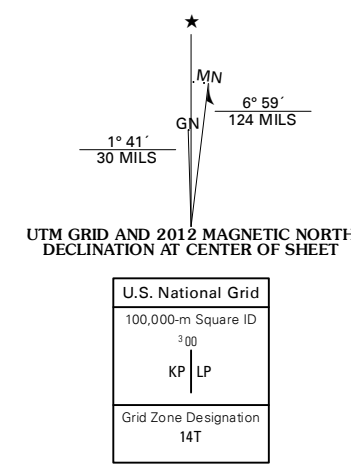 ★
MN
6° 59´
124 MILS
GN
1° 41´
30 MILS
UTM GRID AND 2012 MAGNETIC NORTH
DECLINATION AT CENTER OF SHEET
U.S. National Grid
100,000-m Square ID
³00
KP LP
Grid Zone Designation
14T